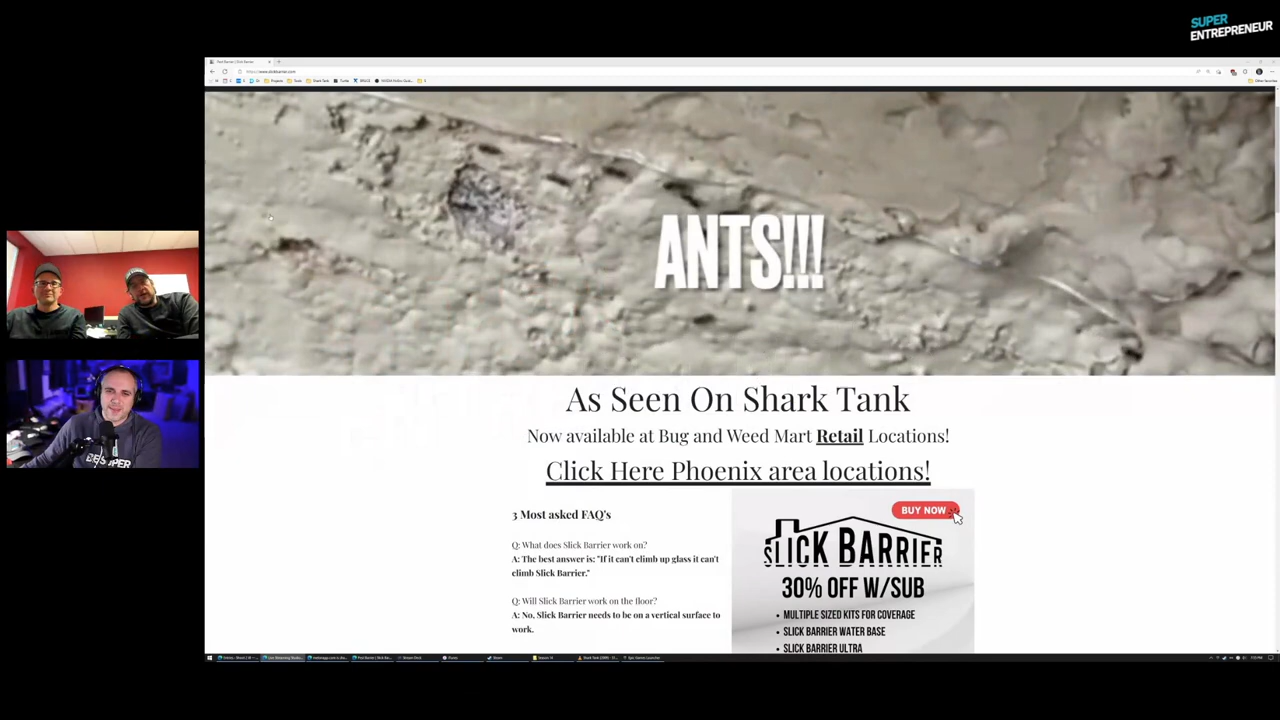 SUPER
ENTREPRENEUR
ANTS!!!
As Seen On Shark Tank
Now available at Bug and Weed Mart Retail Locations!
Click Here Phoenix area locations!
3 Most asked FAQ's
Q: What does Slick Barrier work on?
A: The best answer is: "If it can't climb up glass it can't
climb Slick Barrier."
Q: Will Slick Barrier work on the floor?
A: No, Slick Barrier needs to be on a vertical surface to
work.
BUY NOW
SLICK BARRIER
30% OFF W/SUB
• MULTIPLE SIZED KITS FOR COVERAGE
• SLICK BARRIER WATER BASE
• SLICK BARRIER ULTRA